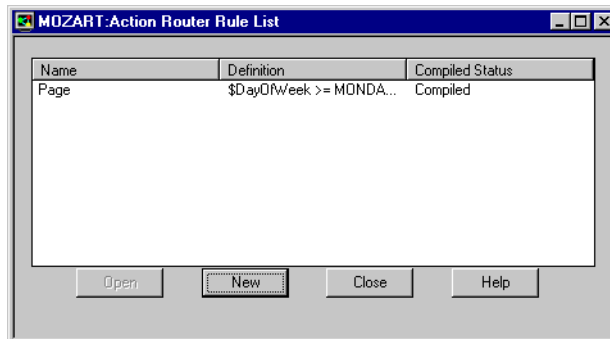 MOZART:Action Router Rule List
Name Definition Compiled Status
Page $DayOfWeek >= MONDA... Compiled
Open New Close Help